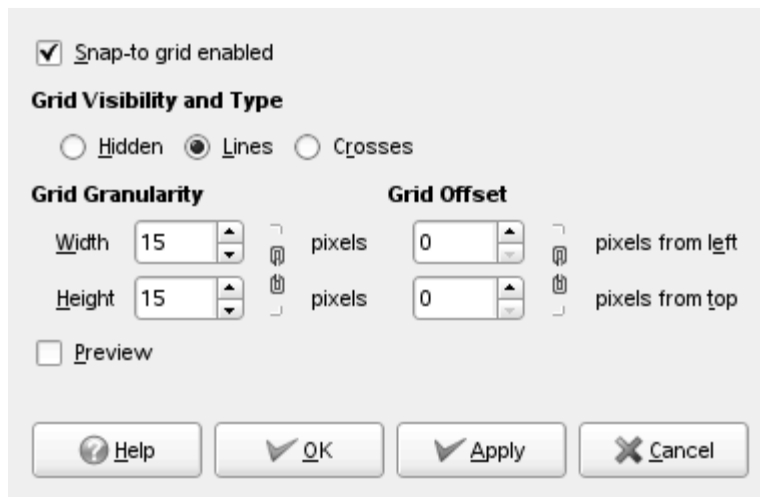 Snap-to grid enabled
Grid Visibility and Type
Hidden Lines Crosses
Grid Granularity Grid Offset
Width 15 pixels 0 pixels from left
Height 15 pixels 0 pixels from top
Preview
Help OK Apply Cancel